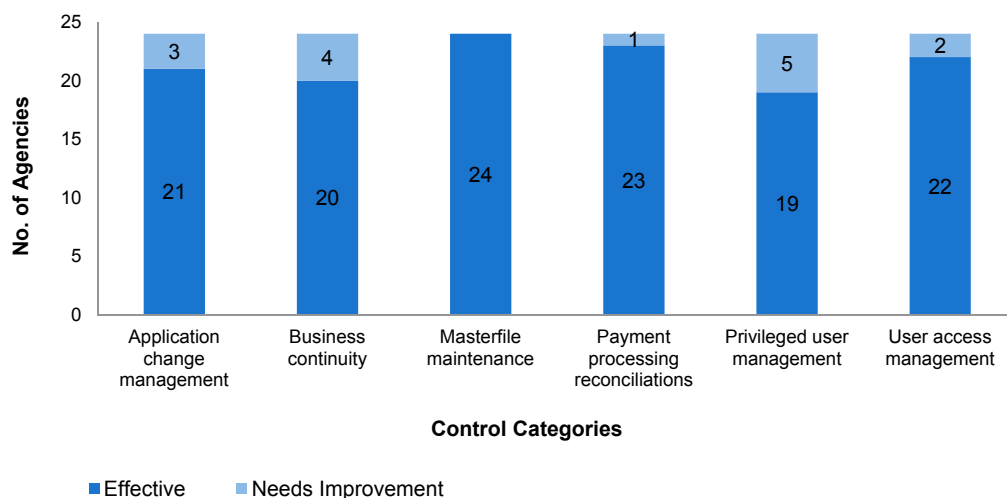 25
20
15
10
5
0
No. of Agencies
3
4
1
5
2
21
20
24
23
19
22
Application
change
management
Business
continuity
Masterfile
maintenance
Payment
processing
reconciliations
Privileged user
management
User access
management
Control Categories
Effective
Needs Improvement